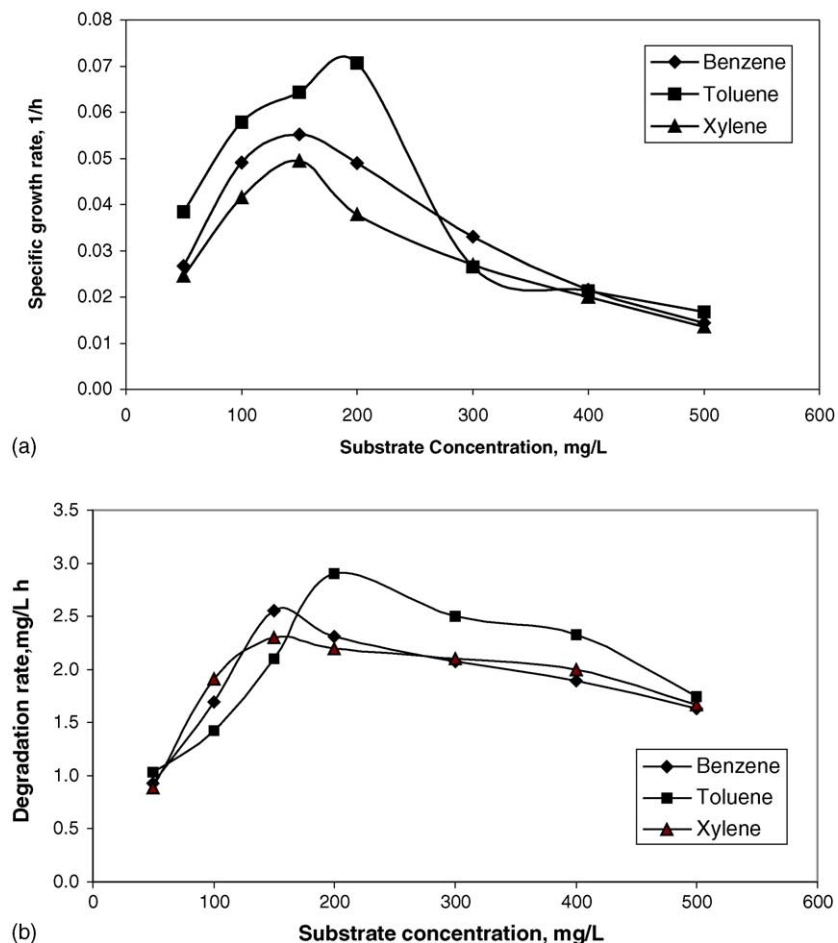 0.08
0.07
0.06
0.05
0.04
0.03
0.02
0.01
0.00
Specific growth rate, 1/h
Benzene
Toluene
Xylene
0 100 200 300 400 500 600
Substrate Concentration, mg/L
(a)
3.5
3.0
2.5
2.0
1.5
1.0
0.5
0.0
Degradation rate,mg/L h
Benzene
Toluene
Xylene
0 100 200 300 400 500 600
Substrate concentration, mg/L
(b)